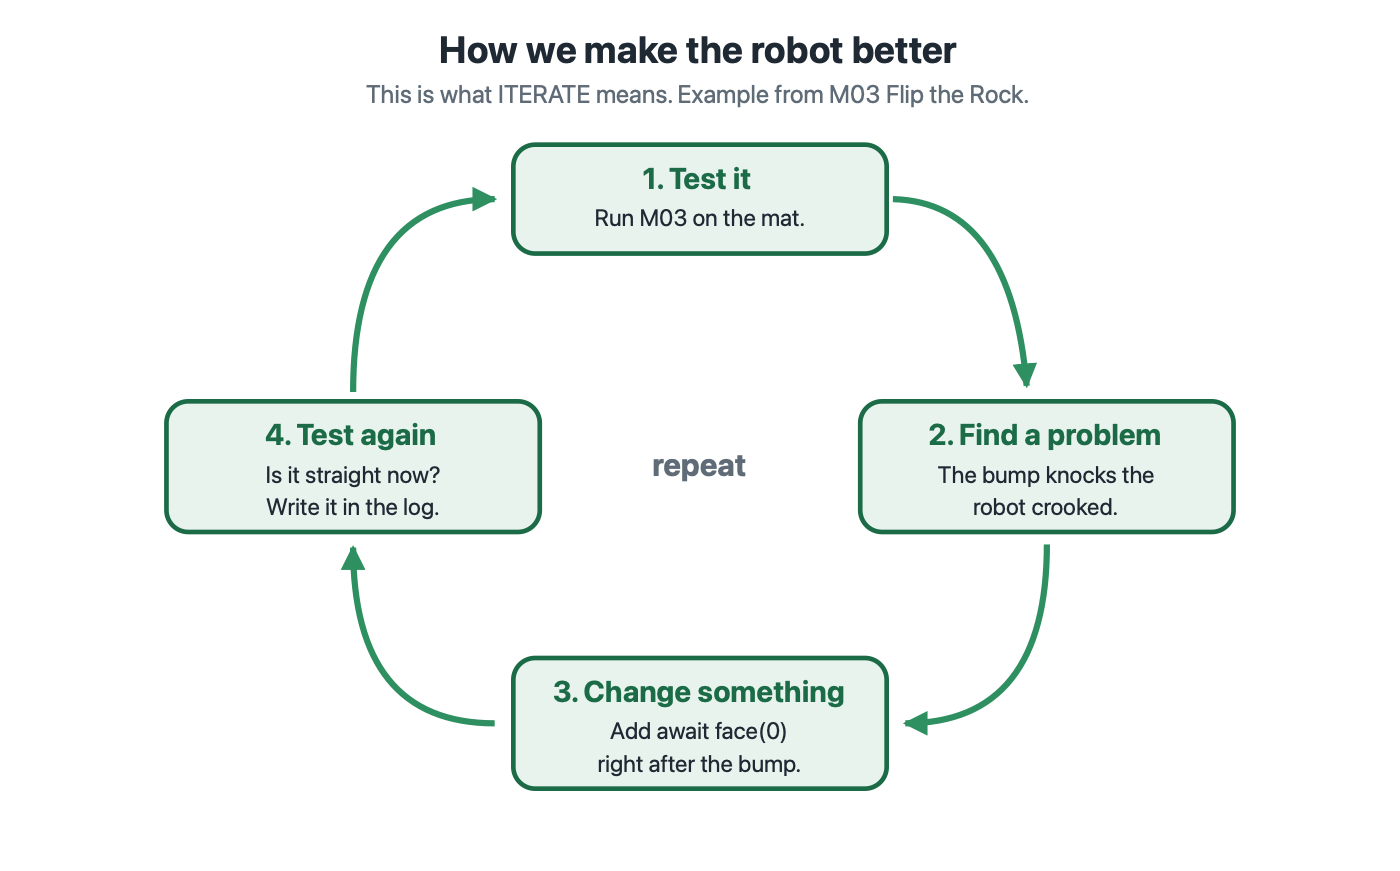 How we make the robot better
This is what ITERATE means. Example from M03 Flip the Rock.
1. Test it
Run M03 on the mat.
2. Find a problem
The bump knocks the
robot crooked.
3. Change something
Add await face(0)
right after the bump.
4. Test again
Is it straight now?
Write it in the log.
repeat